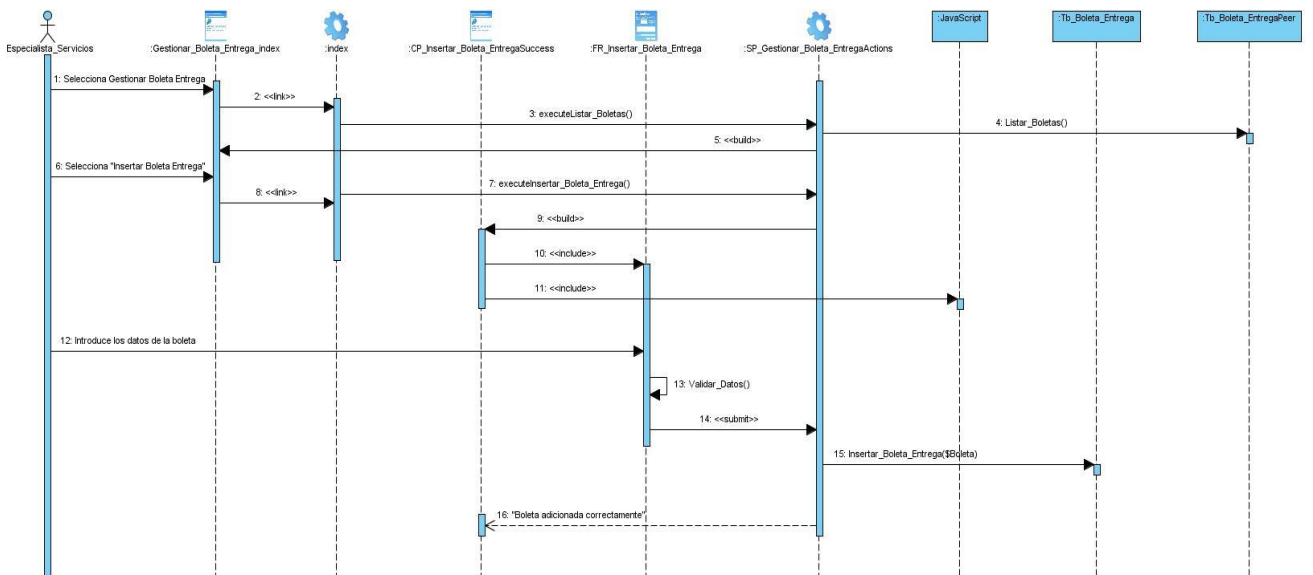 :JavaScript
:Tb_Boleta_Entrega
:Tb_Boleta_EntregaPeer
Especialista_Servicios
:Gestionar_Boleta_Entrega_index
:index
:CP_Insertar_Boleta_EntregaSuccess
:FR_Insertar_Boleta_Entrega
:SP_Gestionar_Boleta_EntregaActions
1: Selecciona Gestionar Boleta Entrega
2: <<link>>
3: executeListar_Boletas()
4: Listar_Boletas()
5: <<build>>
6: Selecciona "Insertar Boleta Entrega"
7: executeInsertar_Boleta_Entrega()
8: <<link>>
9: <<build>>
10: <<include>>
11: <<include>>
12: Introduce los datos de la boleta
13: Validar_Datos()
14: <<submit>>
15: Insertar_Boleta_Entrega($Boleta)
16: "Boleta adicionada correctamente"